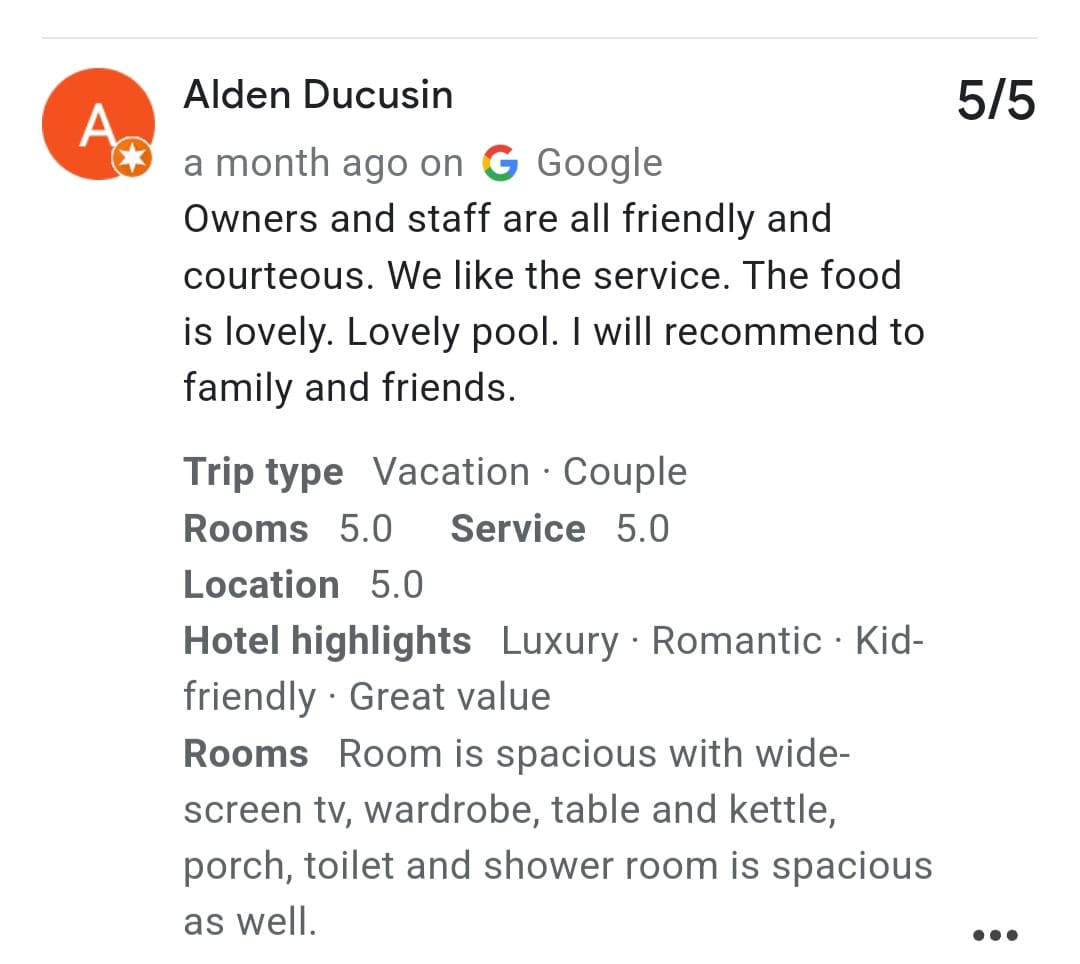 A
Alden Ducusin
5/5
a month ago on Google
Owners and staff are all friendly and
courteous. We like the service. The food
is lovely. Lovely pool. I will recommend to
family and friends.
Trip type Vacation · Couple
Rooms 5.0 Service 5.0
Location 5.0
Hotel highlights Luxury · Romantic · Kid-
friendly · Great value
Rooms Room is spacious with wide-
screen tv, wardrobe, table and kettle,
porch, toilet and shower room is spacious
as well.